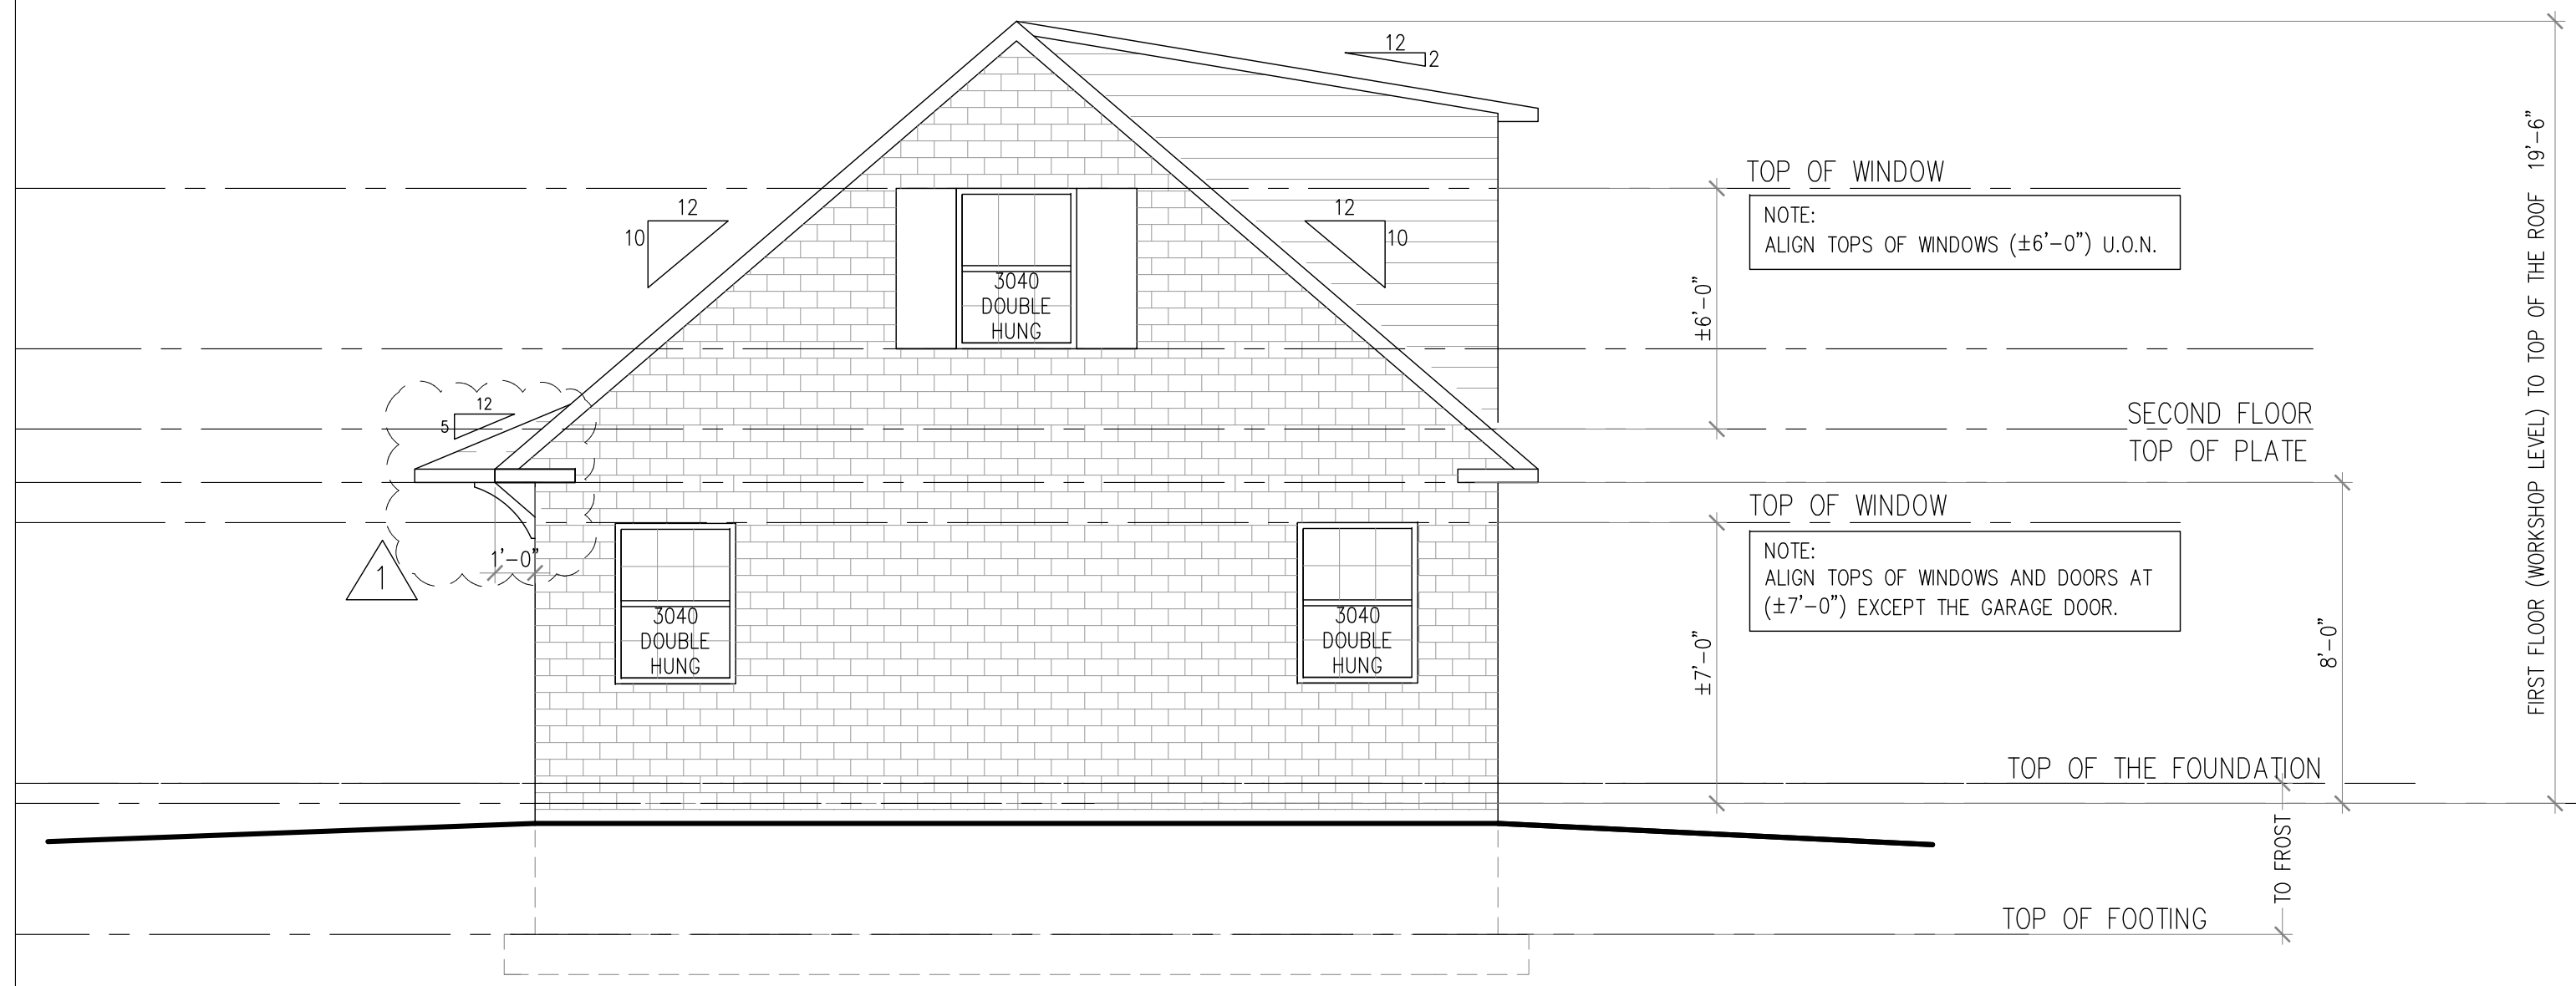 12
2
TOP OF WINDOW
NOTE:
ALIGN TOPS OF WINDOWS (±6'-0") U.O.N.
12
10
12
10
3040
DOUBLE
HUNG
±6'-0"
FIRST FLOOR (WORKSHOP LEVEL) TO TOP OF THE ROOF 19'-6"
12
5
SECOND FLOOR
TOP OF PLATE
TOP OF WINDOW
NOTE:
ALIGN TOPS OF WINDOWS AND DOORS AT
(±7'-0") EXCEPT THE GARAGE DOOR.
1'-0"
1
3040
DOUBLE
HUNG
3040
DOUBLE
HUNG
±7'-0"
8'-0"
TOP OF THE FOUNDATION
TO FROST
TOP OF FOOTING